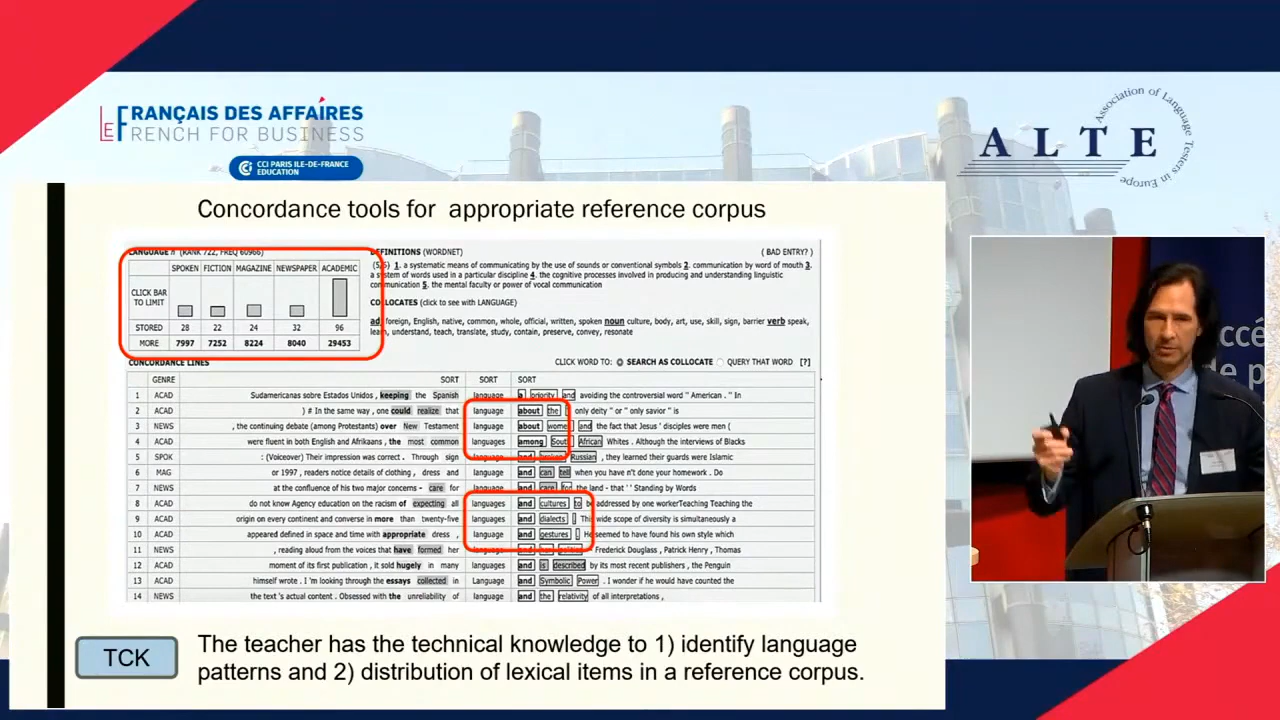 LE FRANÇAIS DES AFFAIRES
FRENCH FOR BUSINESS
CCI PARIS ILE-DE-FRANCE
EDUCATION
ALTE
Association of Language Testers in Europe
Concordance tools for appropriate reference corpus
LANGUAGE n (RANK 722, FREQ 60966)
SPOKEN FICTION MAGAZINE NEWSPAPER ACADEMIC
CLICK BAR
TO LIMIT
STORED 28 22 24 32 96
MORE 7997 7252 8224 8040 29453
DEFINITIONS (WORDNET) ( BAD ENTRY? )
1. a systematic means of communicating by the use of sounds or conventional symbols 2. communication by word of mouth 3.
a system of words used in a particular discipline 4. the cognitive processes involved in producing and understanding linguistic
communication 5. the mental faculty or power of vocal communication
COLLOCATES (click to see with LANGUAGE)
adj foreign, English, native, common, whole, official, written, spoken noun culture, body, art, use, skill, sign, barrier verb speak,
learn, understand, teach, translate, study, contain, preserve, convey, resonate
CONCORDANCE LINES CLICK WORD TO: SEARCH AS COLLOCATE QUERY THAT WORD [?]
GENRE SORT SORT SORT
1 ACAD Sudamericanas sobre Estados Unidos , keeping the Spanish language a priority and avoiding the controversial word " American . " In
2 ACAD ) # In the same way , one could realize that language about the only deity " or " only savior " is
3 NEWS , the continuing debate (among Protestants) over New Testament language about women and the fact that Jesus ' disciples were men (
4 ACAD were fluent in both English and Afrikaans , the most common languages among South African Whites . Although the interviews of Blacks
5 SPOK : (Voiceover) Their impression was correct . Through sign language and broken Russian , they learned their guards were Islamic
6 MAG or 1997 , readers notice details of clothing , dress and language and can tell when you have n't done your homework . Do
7 NEWS at the confluence of his two major concerns - care for language and care for the land - that ' ' Standing by Words
8 ACAD do not know Agency education on the racism of expecting all languages and cultures to be addressed by one workerTeaching Teaching the
9 ACAD origin on every continent and converse in more than twenty-five languages and dialects . This wide scope of diversity is simultaneously a
10 ACAD appeared defined in space and time with appropriate dress , language and gestures . He seemed to have found his own style which
11 NEWS , reading aloud from the voices that have formed her language and her politics - Frederick Douglass , Patrick Henry , Thomas
12 ACAD moment of its first publication , it sold hugely in many languages and is described by its most recent publishers , the Penguin
13 ACAD himself wrote . I 'm looking through the essays collected in Language and Symbolic Power . I wonder if he would have counted the
14 NEWS the text 's actual content . Obsessed with the unreliability of language and the relativity of all interpretations ,
TCK
The teacher has the technical knowledge to 1) identify language
patterns and 2) distribution of lexical items in a reference corpus.
ccé
de p